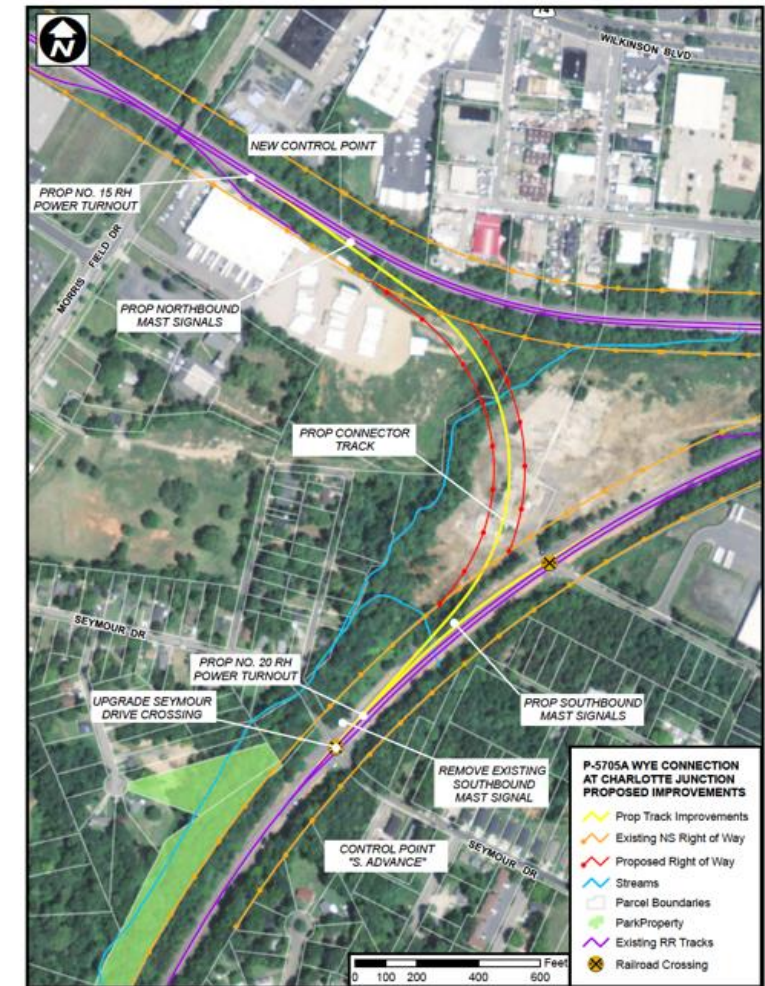 N
74
WILKINSON BLVD
NEW CONTROL POINT
PROP NO. 15 RH
POWER TURNOUT
MORRIS FIELD DR
PROP NORTHBOUND
MAST SIGNALS
PROP CONNECTOR
TRACK
SEYMOUR DR
PROP NO. 20 RH
POWER TURNOUT
UPGRADE SEYMOUR
DRIVE CROSSING
PROP SOUTHBOUND
MAST SIGNALS
REMOVE EXISTING
SOUTHBOUND
MAST SIGNAL
CONTROL POINT
"S. ADVANCE"
SEYMOUR DR
P-5705A WYE CONNECTION
AT CHARLOTTE JUNCTION
PROPOSED IMPROVEMENTS
Prop Track Improvements
Existing NS Right of Way
Proposed Right of Way
Streams
Parcel Boundaries
ParkProperty
Existing RR Tracks
Railroad Crossing
Feet
0 100 200 400 600